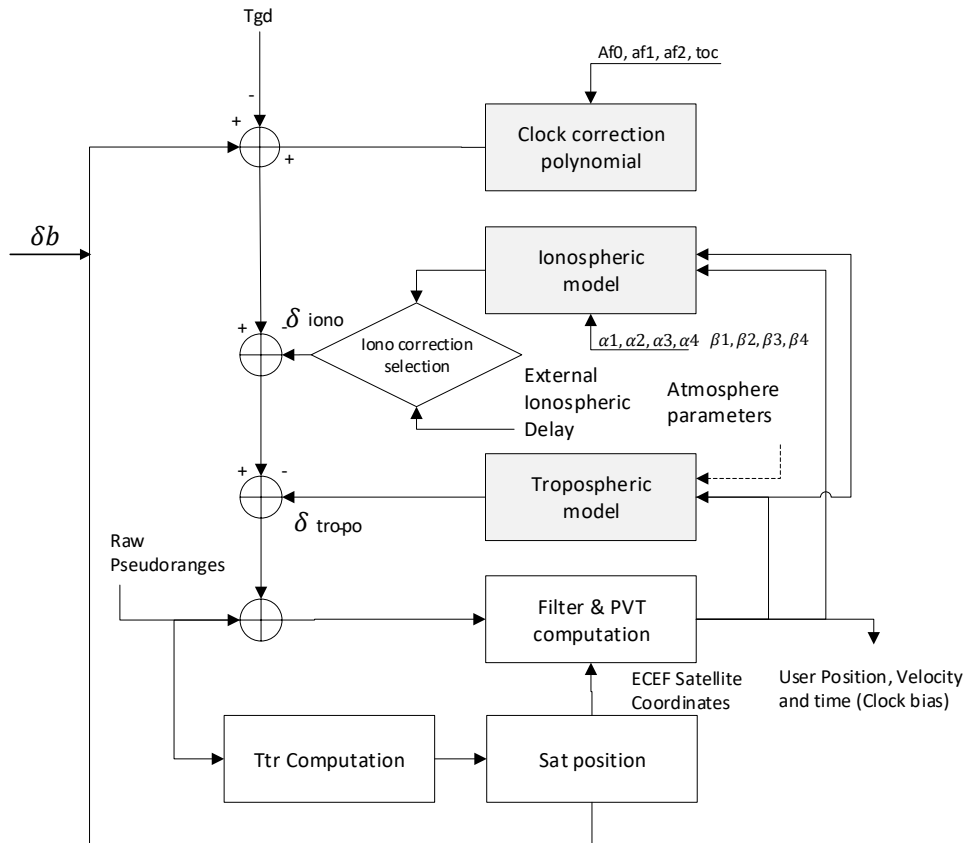 Tgd
Af0, af1, af2, toc
-
+
+
Clock correction
polynomial
δb
Ionospheric
model
+
-
δ iono
Iono correction
selection
α1, α2, α3, α4 β1, β2, β3, β4
External
Ionospheric
Delay
Atmosphere
parameters
+
-
Tropospheric
model
δ tro-po
Raw
Pseudoranges
Filter & PVT
computation
ECEF Satellite
Coordinates
User Position, Velocity
and time (Clock bias)
Ttr Computation
Sat position